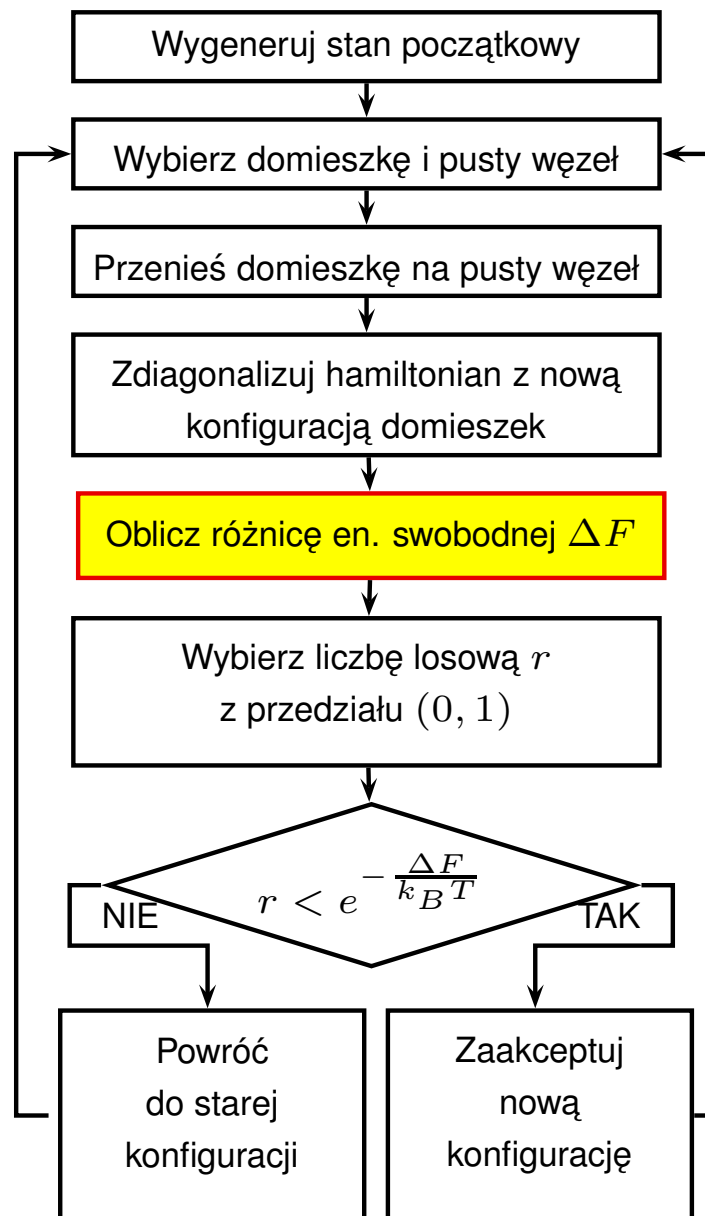 Wygeneruj stan początkowy
Wybierz domieszkę i pusty węzeł
Przenieś domieszkę na pusty węzeł
Zdiagonalizuj hamiltonian z nową
konfiguracją domieszek
Oblicz różnicę en. swobodnej ΔF
Wybierz liczbę losową r
z przedziału (0, 1)
r < e^{-\frac{ΔF}{k_B T}}
NIE
TAK
Powróć
do starej
konfiguracji
Zaakceptuj
nową
konfigurację